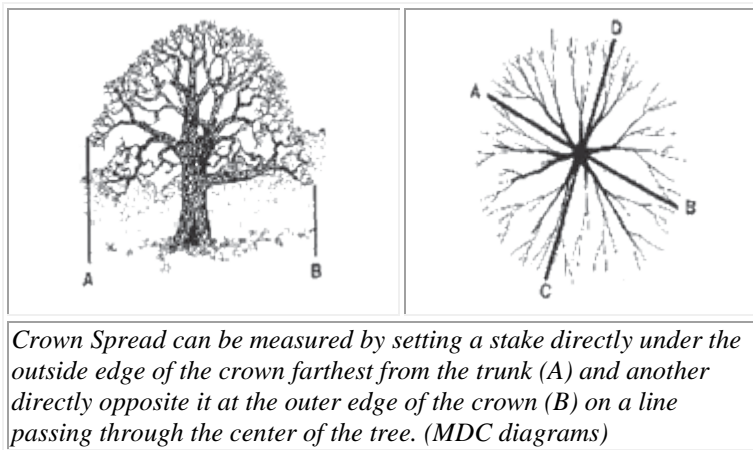 D
A
B
C
A
B
Crown Spread can be measured by setting a stake directly under the
outside edge of the crown farthest from the trunk (A) and another
directly opposite it at the outer edge of the crown (B) on a line
passing through the center of the tree. (MDC diagrams)